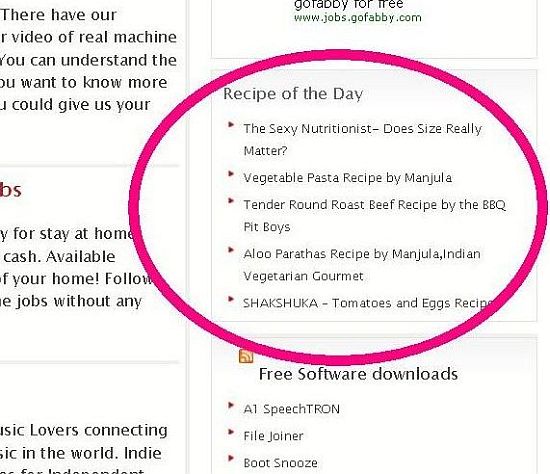 There have our
r video of real machine
You can understand the
ou want to know more
u could give us your
bs
y for stay at home
cash. Available
of your home! Follow
e jobs without any
usic Lovers connecting
sic in the world. Indie
es for Independent
gofabby for free
www.jobs.gofabby.com
Recipe of the Day
The Sexy Nutritionist- Does Size Really
Matter?
Vegetable Pasta Recipe by Manjula
Tender Round Roast Beef Recipe by the BBQ
Pit Boys
Aloo Parathas Recipe by Manjula,Indian
Vegetarian Gourmet
SHAKSHUKA - Tomatoes and Eggs Recipe
Free Software downloads
A1 SpeechTRON
File Joiner
Boot Snooze